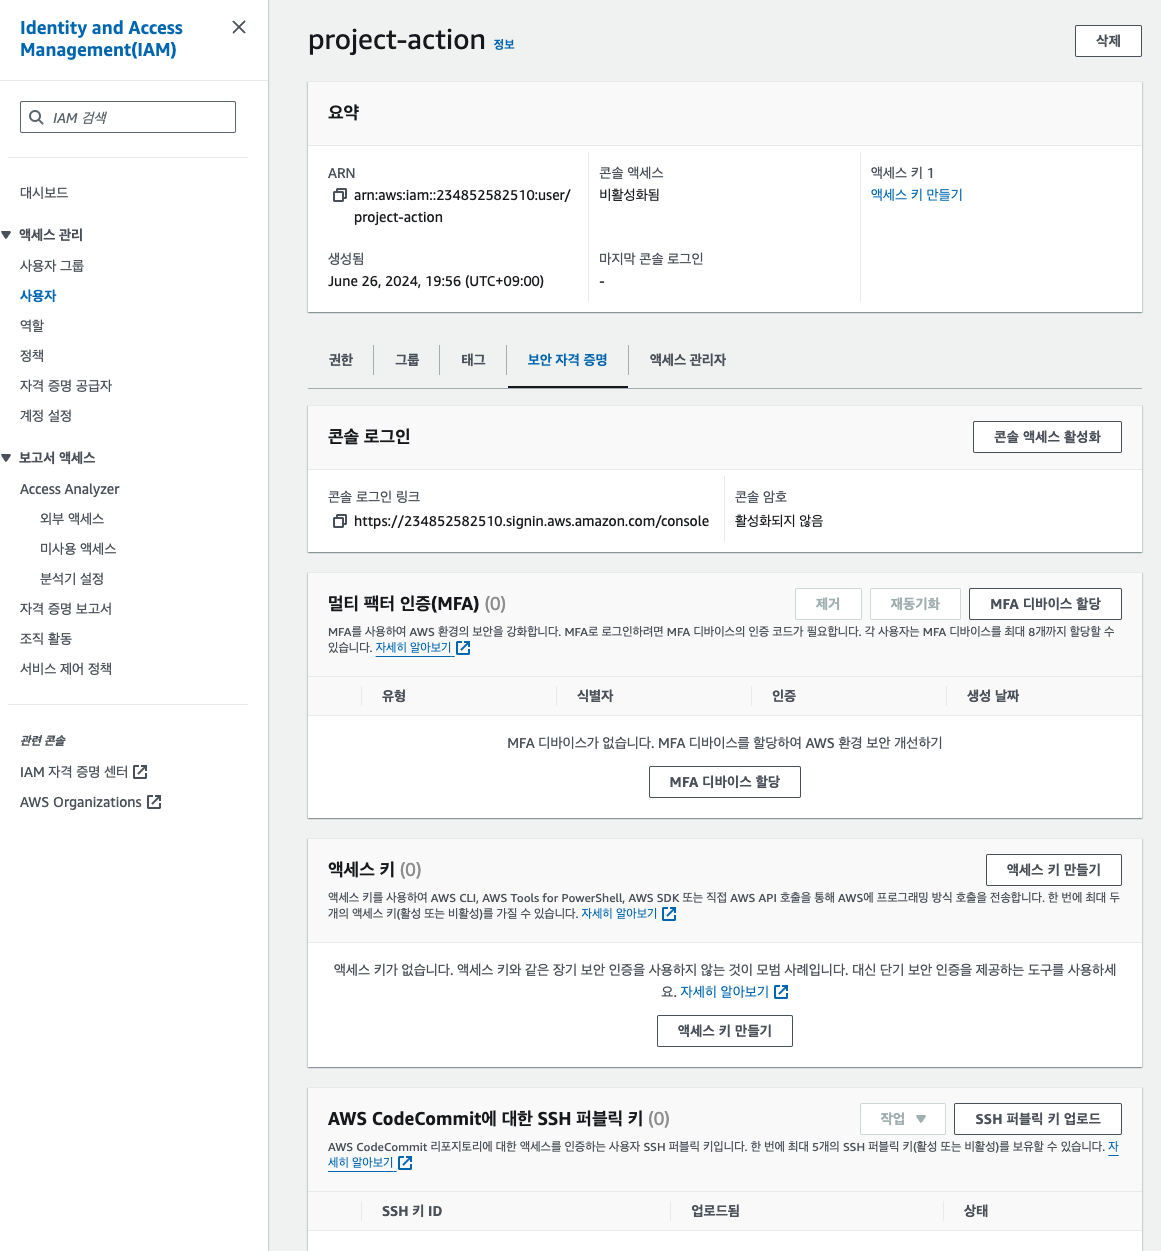 Identity and Access
Management(IAM)
IAM 검색
대시보드
액세스 관리
사용자 그룹
사용자
역할
정책
자격 증명 공급자
계정 설정
보고서 액세스
Access Analyzer
외부 액세스
미사용 액세스
분석기 설정
자격 증명 보고서
조직 활동
서비스 제어 정책
관련 콘솔
IAM 자격 증명 센터
AWS Organizations
project-action 정보
삭제
요약
ARN
arn:aws:iam::234852582510:user/
project-action
콘솔 액세스
비활성화됨
액세스 키 1
액세스 키 만들기
생성됨
June 26, 2024, 19:56 (UTC+09:00)
마지막 콘솔 로그인
-
권한 그룹 태그 보안 자격 증명 액세스 관리자
콘솔 로그인
콘솔 액세스 활성화
콘솔 로그인 링크
https://234852582510.signin.aws.amazon.com/console
콘솔 암호
활성화되지 않음
멀티 팩터 인증(MFA) (0)
제거 재동기화 MFA 디바이스 할당
MFA를 사용하여 AWS 환경의 보안을 강화합니다. MFA로 로그인하려면 MFA 디바이스의 인증 코드가 필요합니다. 각 사용자는 MFA 디바이스를 최대 8개까지 할당할 수
있습니다. 자세히 알아보기
유형 식별자 인증 생성 날짜
MFA 디바이스가 없습니다. MFA 디바이스를 할당하여 AWS 환경 보안 개선하기
MFA 디바이스 할당
액세스 키 (0)
액세스 키 만들기
액세스 키를 사용하여 AWS CLI, AWS Tools for PowerShell, AWS SDK 또는 직접 AWS API 호출을 통해 AWS에 프로그래밍 방식 호출을 전송합니다. 한 번에 최대 두
개의 액세스 키(활성 또는 비활성)를 가질 수 있습니다. 자세히 알아보기
액세스 키가 없습니다. 액세스 키와 같은 장기 보안 인증을 사용하지 않는 것이 모범 사례입니다. 대신 단기 보안 인증을 제공하는 도구를 사용하세
요. 자세히 알아보기
액세스 키 만들기
AWS CodeCommit에 대한 SSH 퍼블릭 키 (0)
작업 SSH 퍼블릭 키 업로드
AWS CodeCommit 리포지토리에 대한 액세스를 인증하는 사용자 SSH 퍼블릭 키입니다. 한 번에 최대 5개의 SSH 퍼블릭 키(활성 또는 비활성)를 보유할 수 있습니다. 자
세히 알아보기
SSH 키 ID 업로드됨 상태